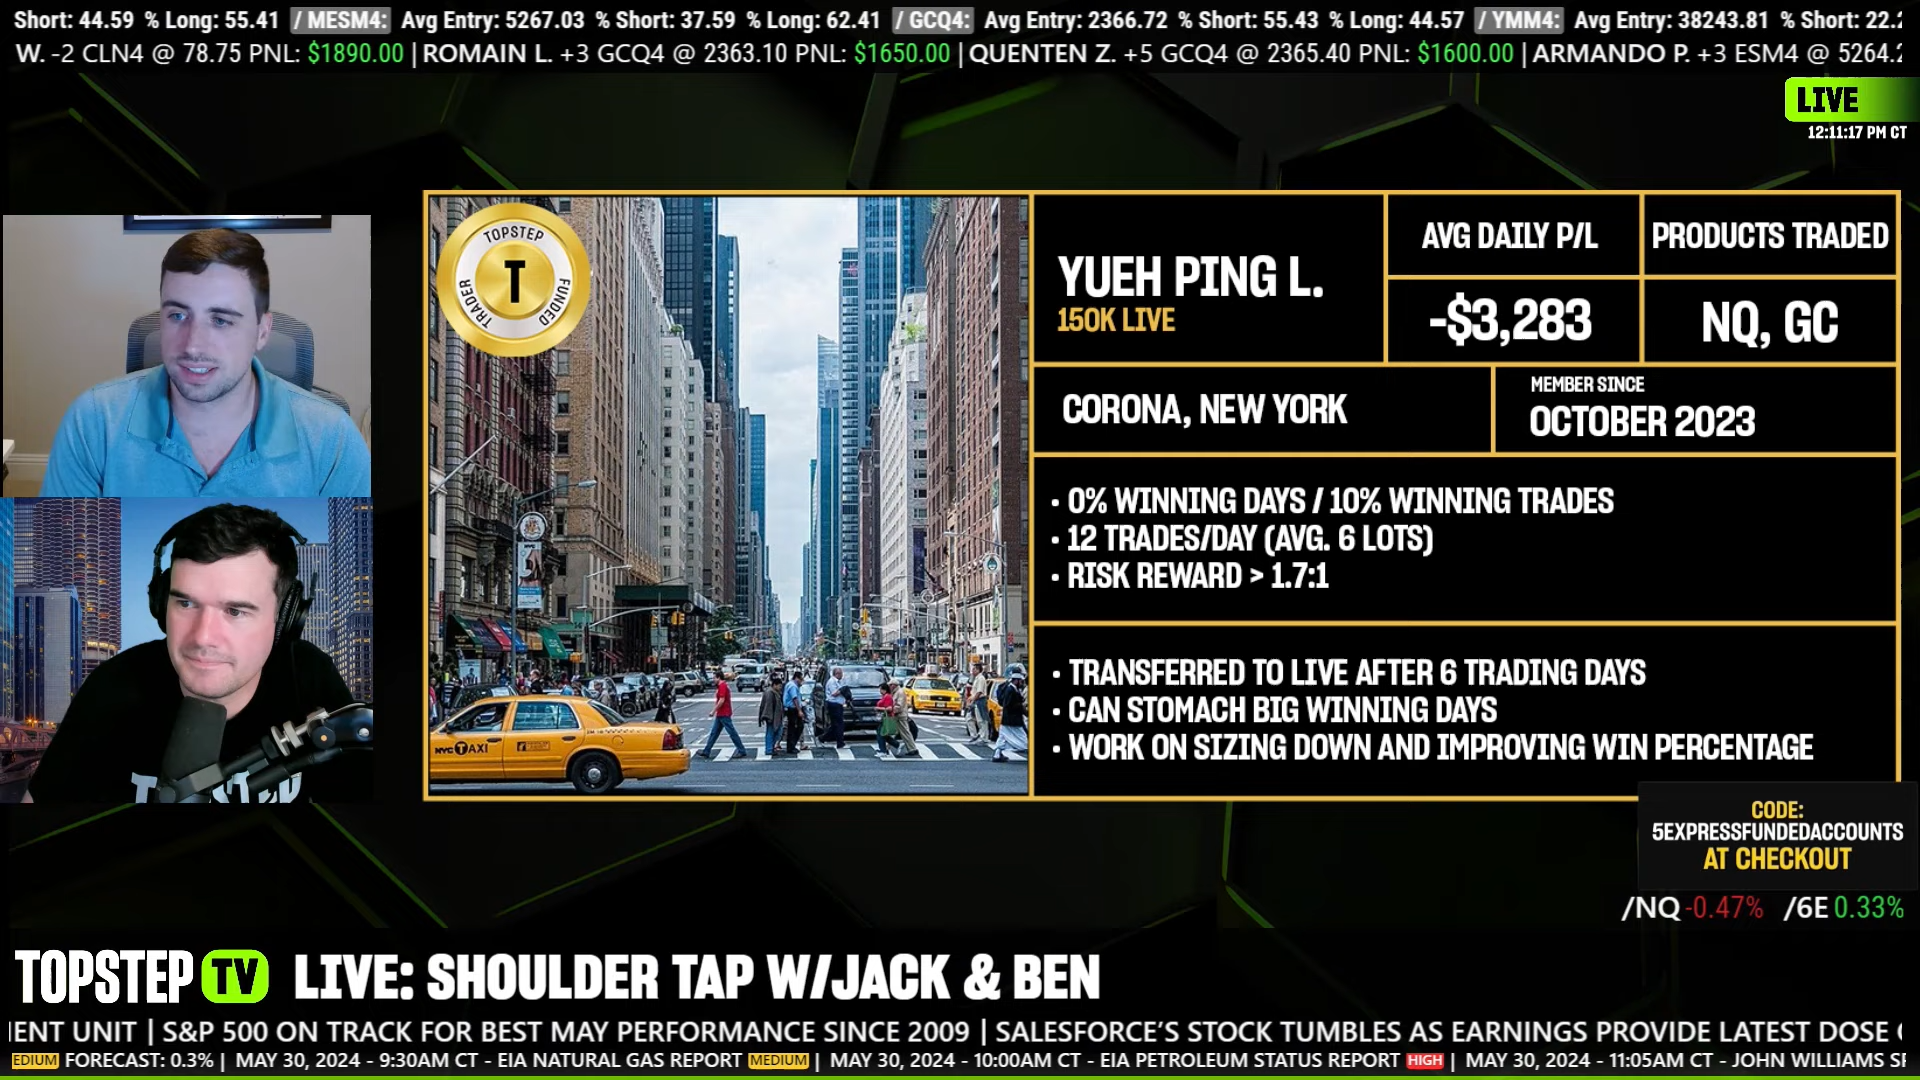 Short: 44.59 % Long: 55.41 / MESM4: Avg Entry: 5267.03 % Short: 37.59 % Long: 62.41 / GCQ4: Avg Entry: 2366.72 % Short: 55.43 % Long: 44.57 / YMM4: Avg Entry: 38243.81 % Short: 22.2
W. -2 CLN4 @ 78.75 PNL: $1890.00 | ROMAIN L. +3 GCQ4 @ 2363.10 PNL: $1650.00 | QUENTEN Z. +5 GCQ4 @ 2365.40 PNL: $1600.00 | ARMANDO P. +3 ESM4 @ 5264.2
LIVE
12:11:17 PM CT
TOPSTEP
T
FUNDED
TRADER
YUEH PING L.
150K LIVE
AVG DAILY P/L
-$3,283
PRODUCTS TRADED
NQ, GC
CORONA, NEW YORK
MEMBER SINCE
OCTOBER 2023
• 0% WINNING DAYS / 10% WINNING TRADES
• 12 TRADES/DAY (AVG. 6 LOTS)
• RISK REWARD > 1.7:1
• TRANSFERRED TO LIVE AFTER 6 TRADING DAYS
• CAN STOMACH BIG WINNING DAYS
• WORK ON SIZING DOWN AND IMPROVING WIN PERCENTAGE
NYC TAXI
CODE:
5EXPRESSFUNDEDACCOUNTS
AT CHECKOUT
/NQ -0.47% /6E 0.33%
TOPSTEP TV LIVE: SHOULDER TAP W/JACK & BEN
IENT UNIT | S&P 500 ON TRACK FOR BEST MAY PERFORMANCE SINCE 2009 | SALESFORCE'S STOCK TUMBLES AS EARNINGS PROVIDE LATEST DOSE
EDIUM FORECAST: 0.3% | MAY 30, 2024 - 9:30AM CT - EIA NATURAL GAS REPORT MEDIUM | MAY 30, 2024 - 10:00AM CT - EIA PETROLEUM STATUS REPORT HIGH | MAY 30, 2024 - 11:05AM CT - JOHN WILLIAMS